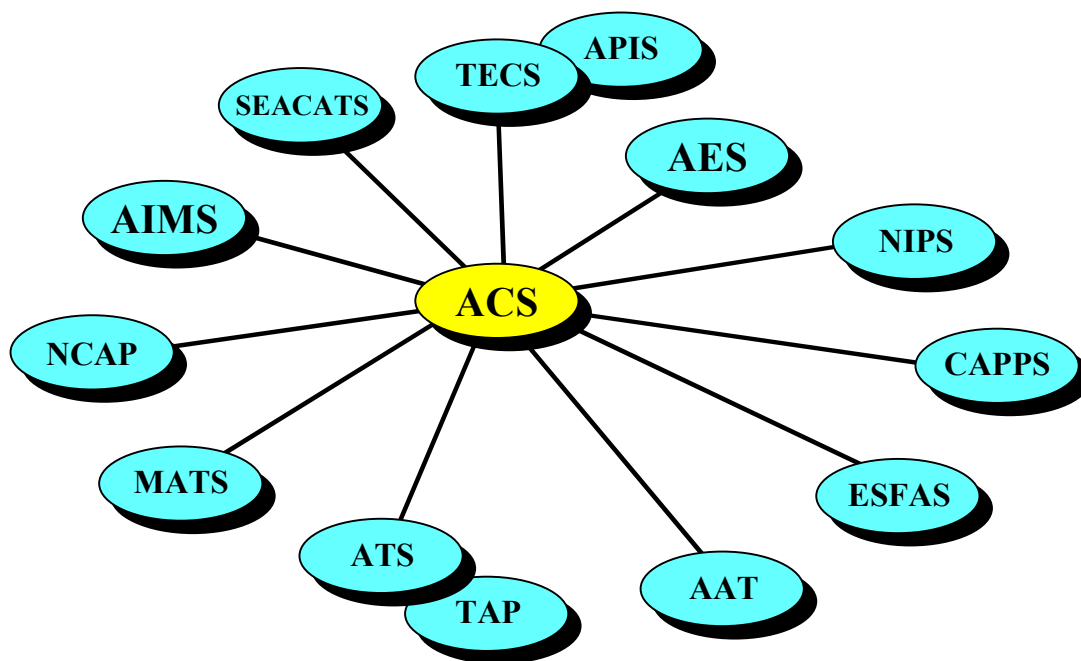 APIS
TECS
SEACATS
AES
AIMS
NIPS
ACS
NCAP
CAPPS
MATS
ESFAS
ATS
AAT
TAP